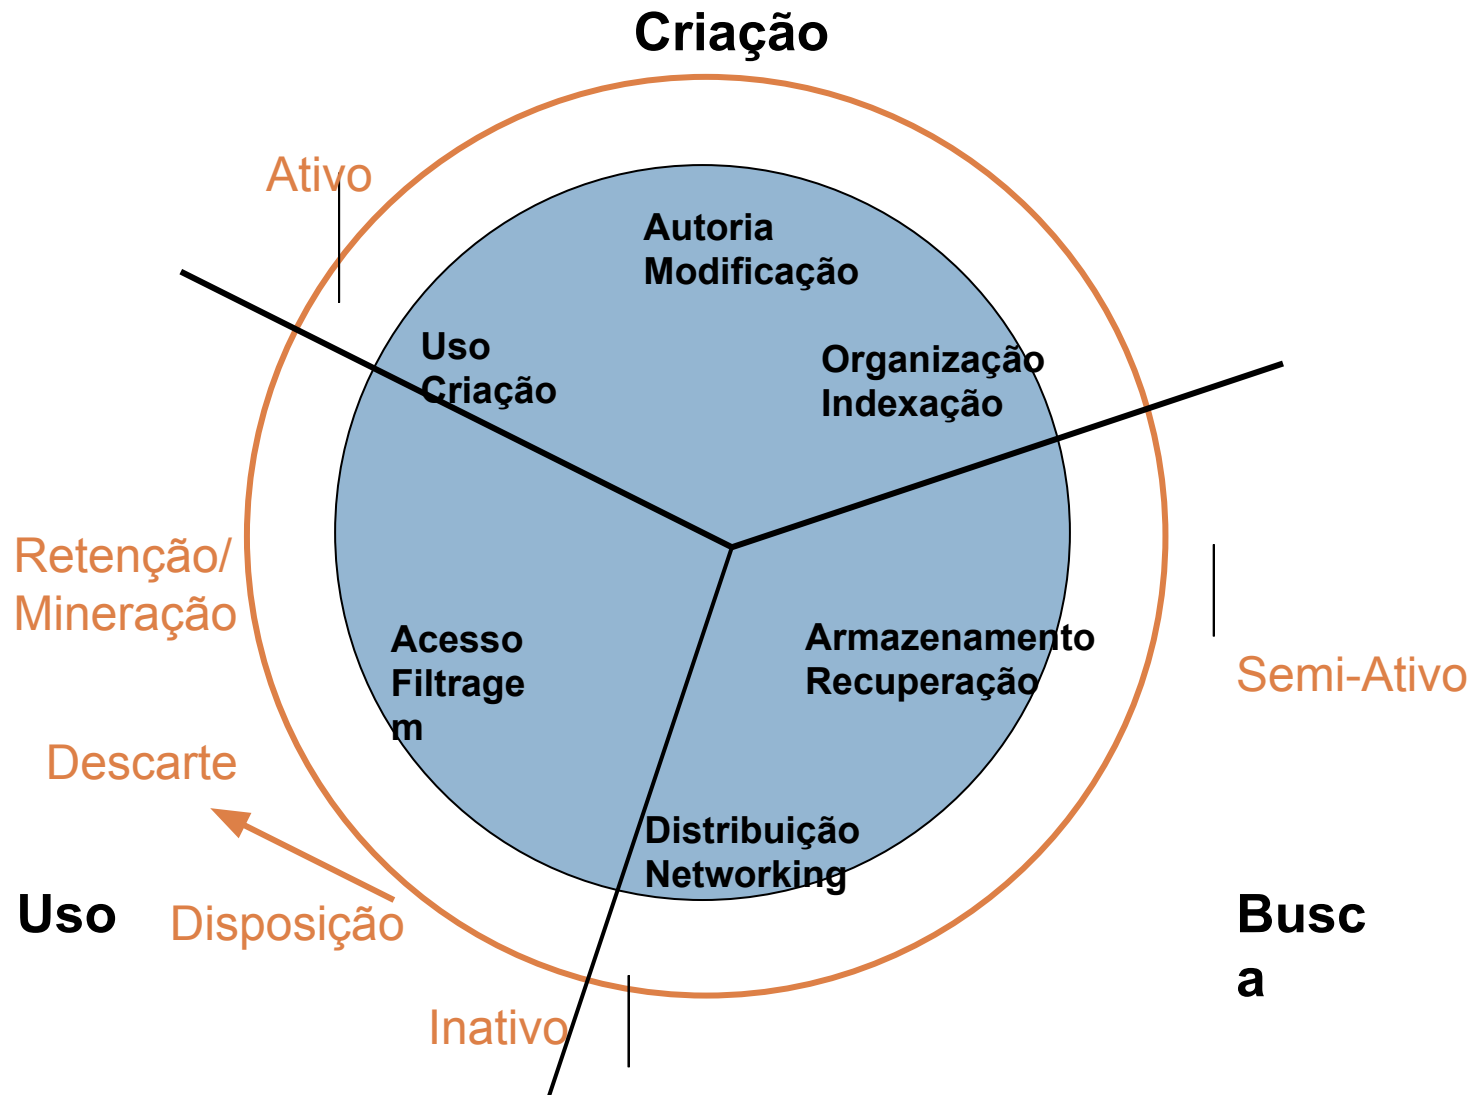 Criação
Ativo
Autoria
Modificação
Uso
Criação
Organização
Indexação
Retenção/
Mineração
Acesso
Filtrage
m
Armazenamento
Recuperação
Semi-Ativo
Descarte
Distribuição
Networking
Uso
Disposição
Busc
a
Inativo